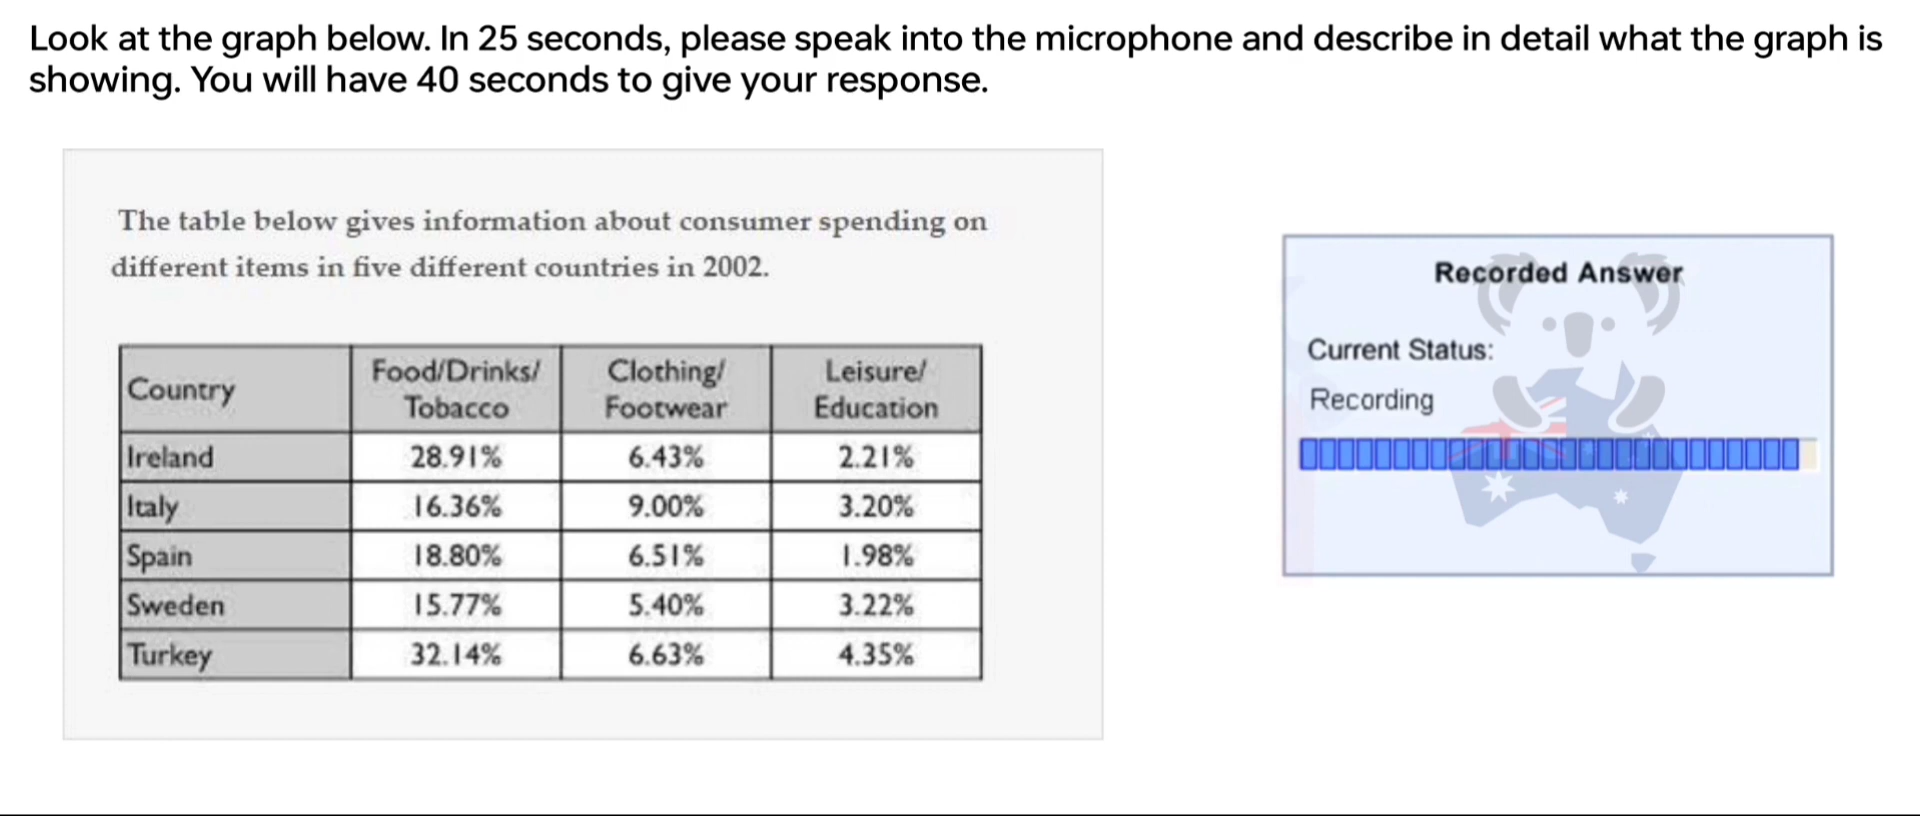 Look at the graph below. In 25 seconds, please speak into the microphone and describe in detail what the graph is
showing. You will have 40 seconds to give your response.
The table below gives information about consumer spending on
different items in five different countries in 2002.
Country Food/Drinks/ Clothing/ Leisure/
Tobacco Footwear Education
Ireland 28.91% 6.43% 2.21%
Italy 16.36% 9.00% 3.20%
Spain 18.80% 6.51% 1.98%
Sweden 15.77% 5.40% 3.22%
Turkey 32.14% 6.63% 4.35%
Recorded Answer
Current Status:
Recording